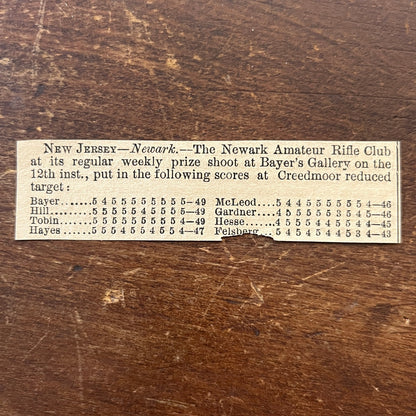 NEW JERSEY—Newark.—The Newark Amateur Rifle Club
at its regular weekly prize shoot at Bayer's Gallery on the
12th inst., put in the following scores at Creedmoor reduced
target:
Bayer.......5 4 5 5 5 5 5 5 5 5—49
Hill........5 5 5 5 5 4 5 5 5 5—49
Tobin.......5 5 5 5 5 5 5 5 5 4—49
Hayes.......5 5 5 4 5 5 4 5 5 4—47
McLeod....5 4 4 5 5 5 5 5 4—46
Gardner....4 5 5 5 5 5 3 5 5 4—46
Hesse.......4 5 5 5 4 5 4 4 5 4—45
Felsberg...5 4 5 4 5 4 4 5 3 4—43